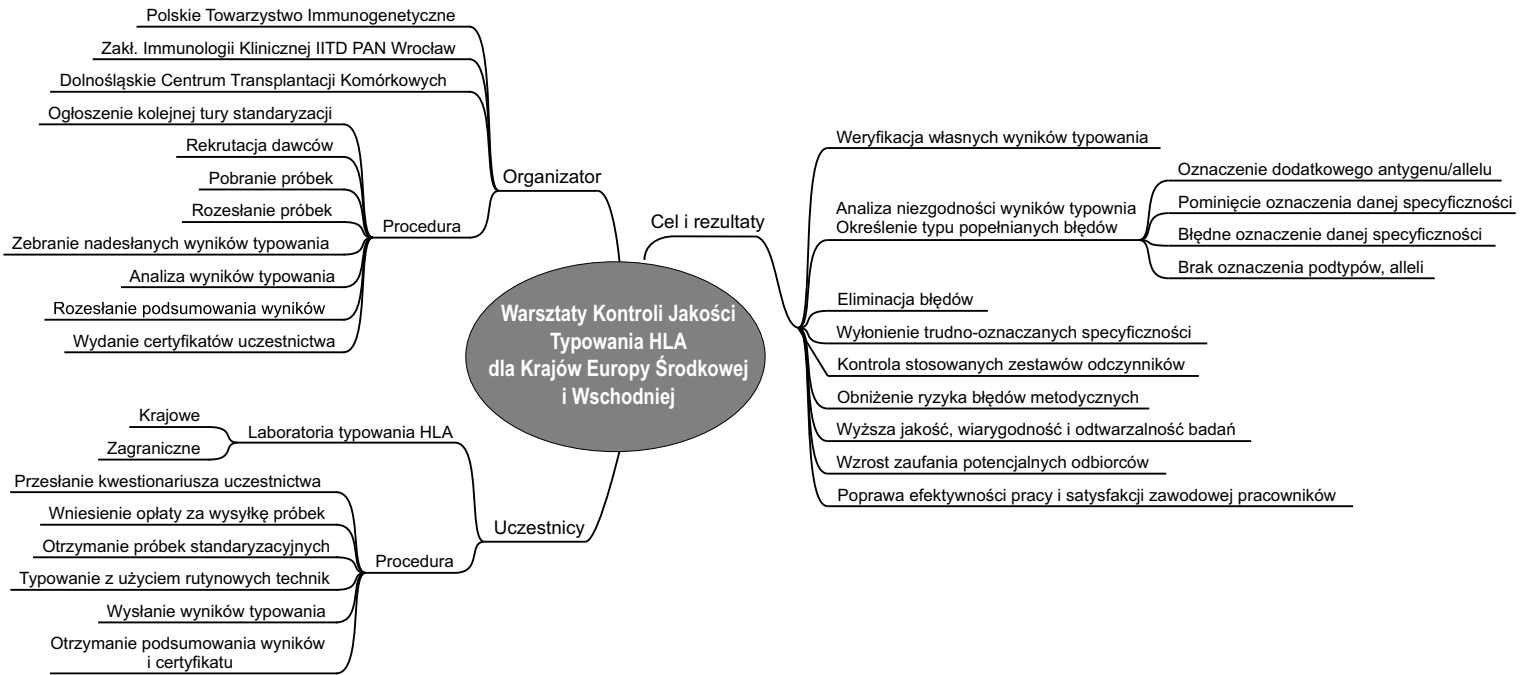 Polskie Towarzystwo Immunogenetyczne
Zakł. Immunologii Klinicznej IITD PAN Wrocław
Dolnośląskie Centrum Transplantacji Komórkowych
Ogłoszenie kolejnej tury standaryzacji
Rekrutacja dawców
Pobranie próbek
Rozesłanie próbek
Zebranie nadesłanych wyników typowania
Analiza wyników typowania
Rozesłanie podsumowania wyników
Wydanie certyfikatów uczestnictwa
Procedura
Organizator
Warsztaty Kontroli Jakości
Typowania HLA
dla Krajów Europy Środkowej
i Wschodniej
Krajowe
Zagraniczne
Laboratoria typowania HLA
Przesłanie kwestionariusza uczestnictwa
Wniesienie opłaty za wysyłkę próbek
Otrzymanie próbek standaryzacyjnych
Typowanie z użyciem rutynowych technik
Wysłanie wyników typowania
Otrzymanie podsumowania wyników
i certyfikatu
Procedura
Uczestnicy
Cel i rezultaty
Weryfikacja własnych wyników typowania
Analiza niezgodności wyników typownia
Określenie typu popełnianych błędów
Oznaczenie dodatkowego antygenu/allelu
Pominięcie oznaczenia danej specyficzności
Błędne oznaczenie danej specyficzności
Brak oznaczenia podtypów, alleli
Eliminacja błędów
Wyłonienie trudno-oznaczanych specyficzności
Kontrola stosowanych zestawów odczynników
Obniżenie ryzyka błędów metodycznych
Wyższa jakość, wiarygodność i odtwarzalność badań
Wzrost zaufania potencjalnych odbiorców
Poprawa efektywności pracy i satysfakcji zawodowej pracowników